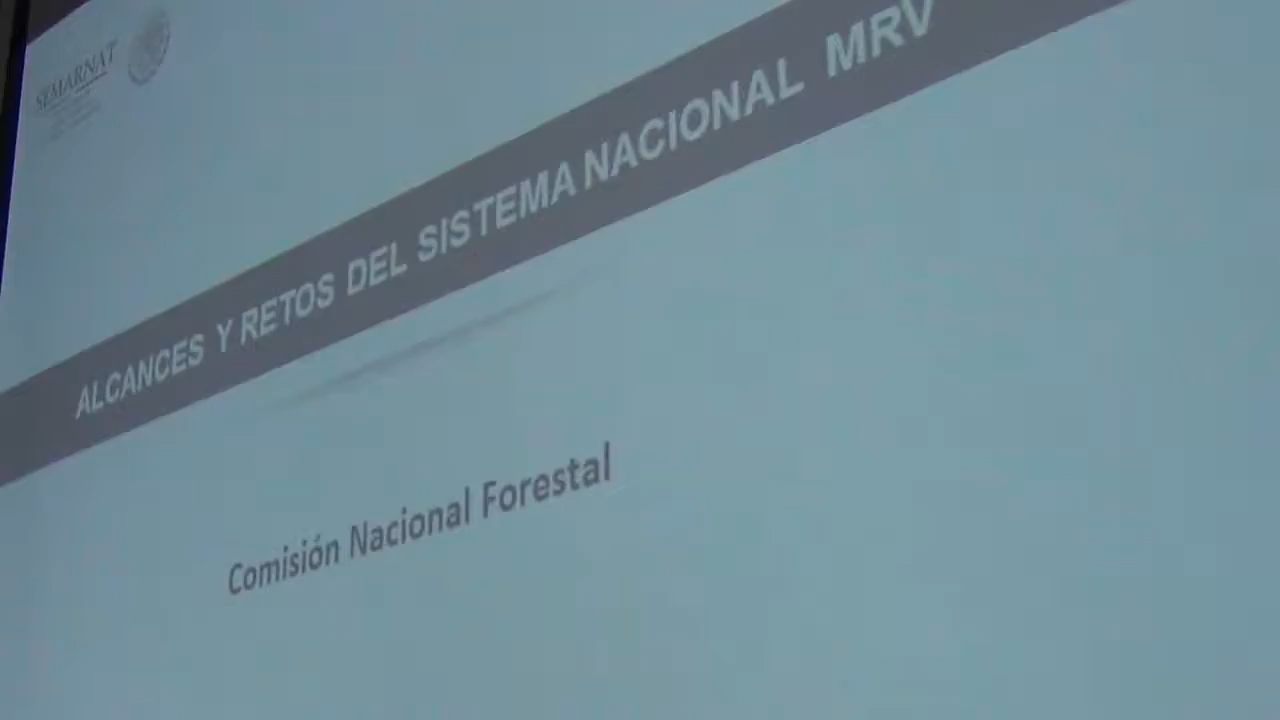 SEMARNAT
ALCANCES Y RETOS DEL SISTEMA NACIONAL MRV
Comisión Nacional Forestal